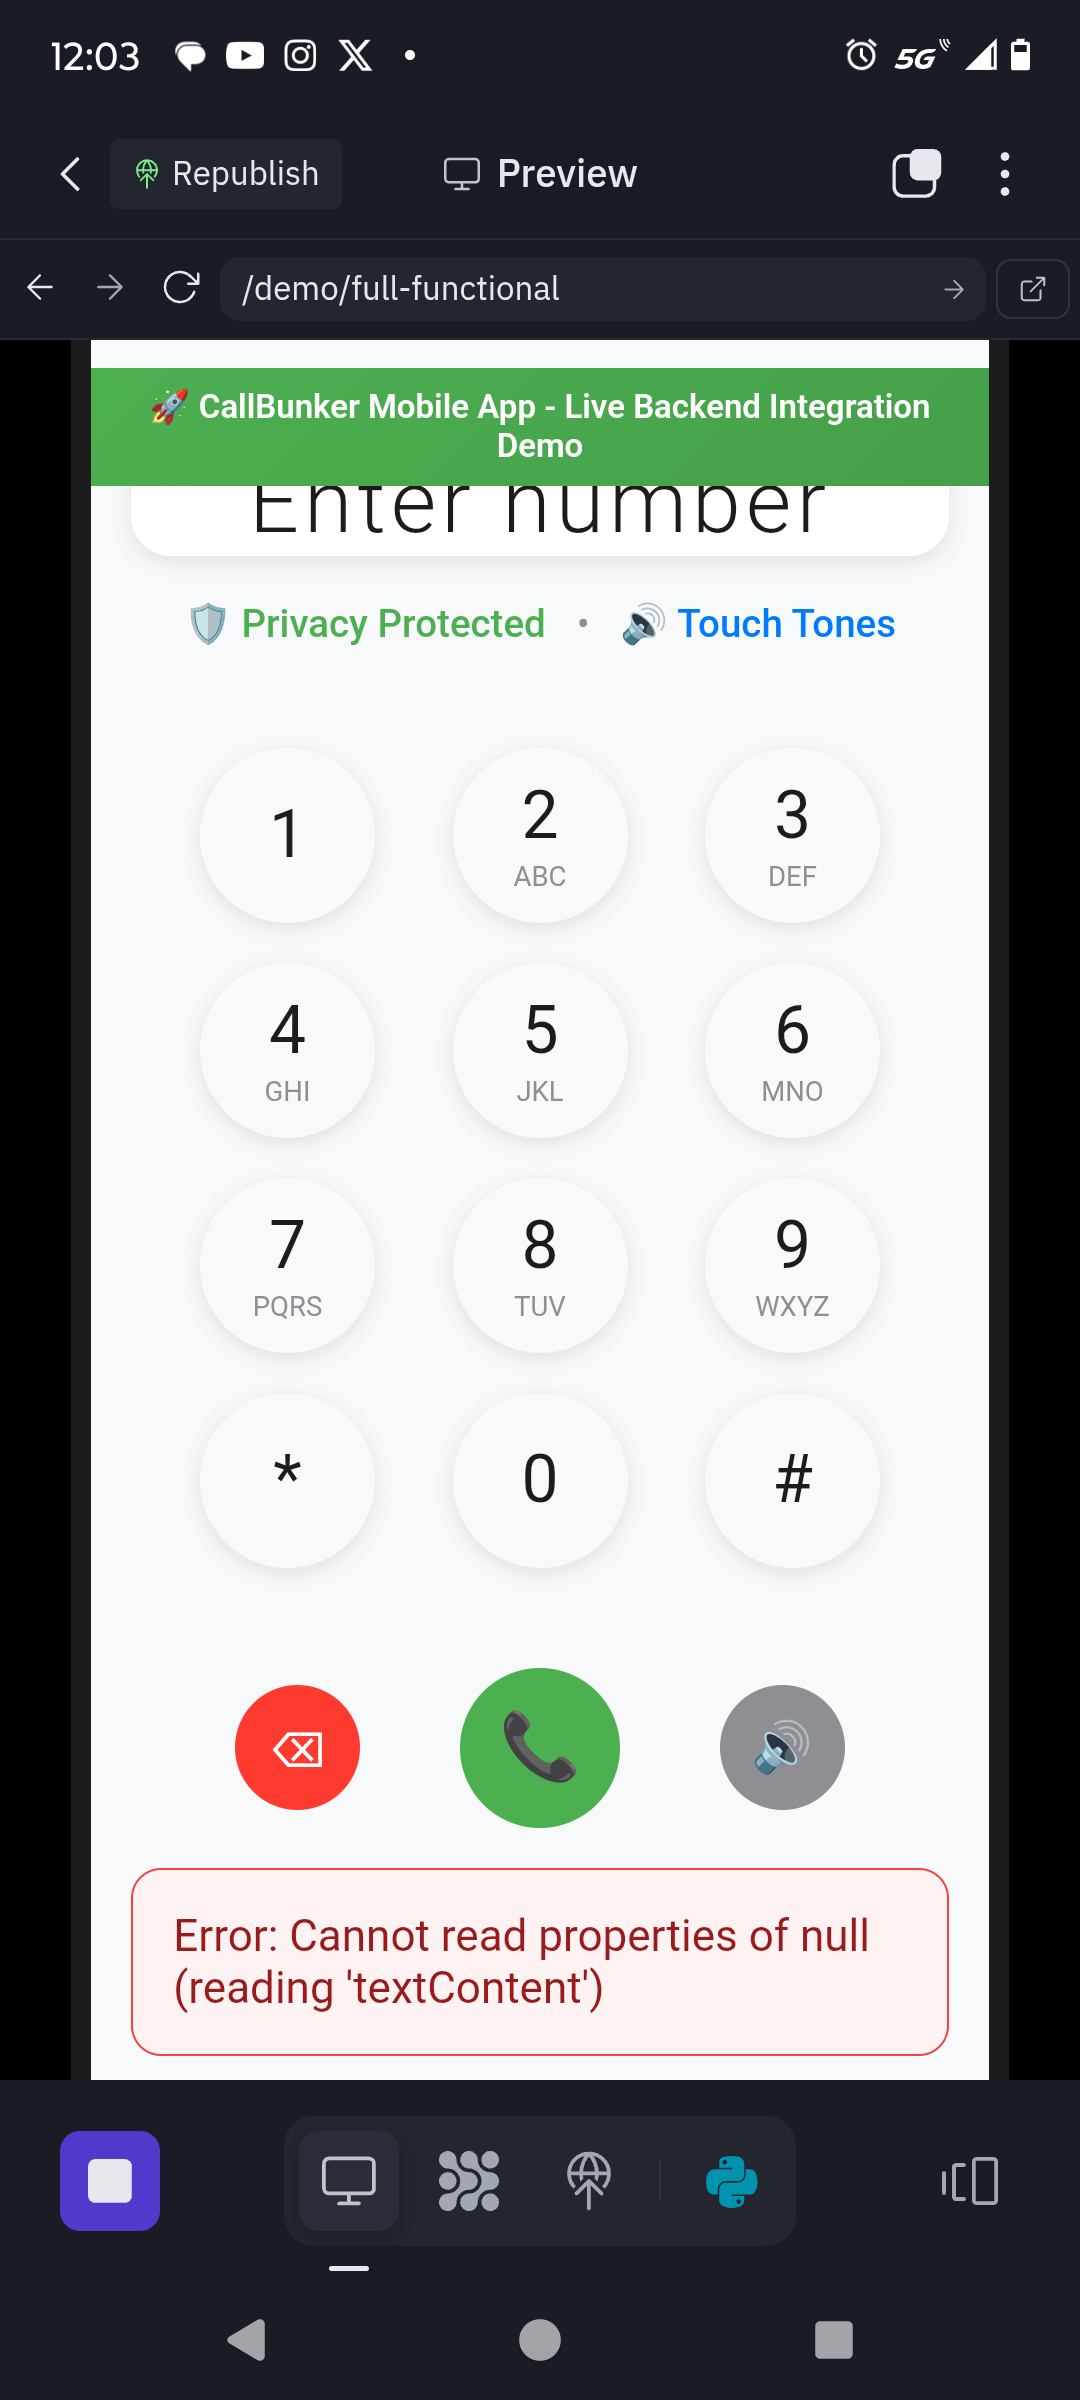 12:03
5G
Republish
Preview
/demo/full-functional
🚀 CallBunker Mobile App - Live Backend Integration
Demo
Enter number
🛡️ Privacy Protected • 🔊 Touch Tones
1
2
3
ABC
DEF
4
5
6
GHI
JKL
MNO
7
8
9
PQRS
TUV
WXYZ
*
0
#
Error: Cannot read properties of null
(reading 'textContent')